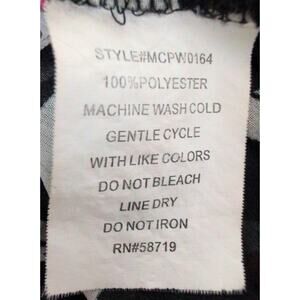 STYLE#MCPW0164
100%POLYESTER
MACHINE WASH COLD
GENTLE CYCLE
WITH LIKE COLORS
DO NOT BLEACH
LINE DRY
DO NOT IRON
RN#58719